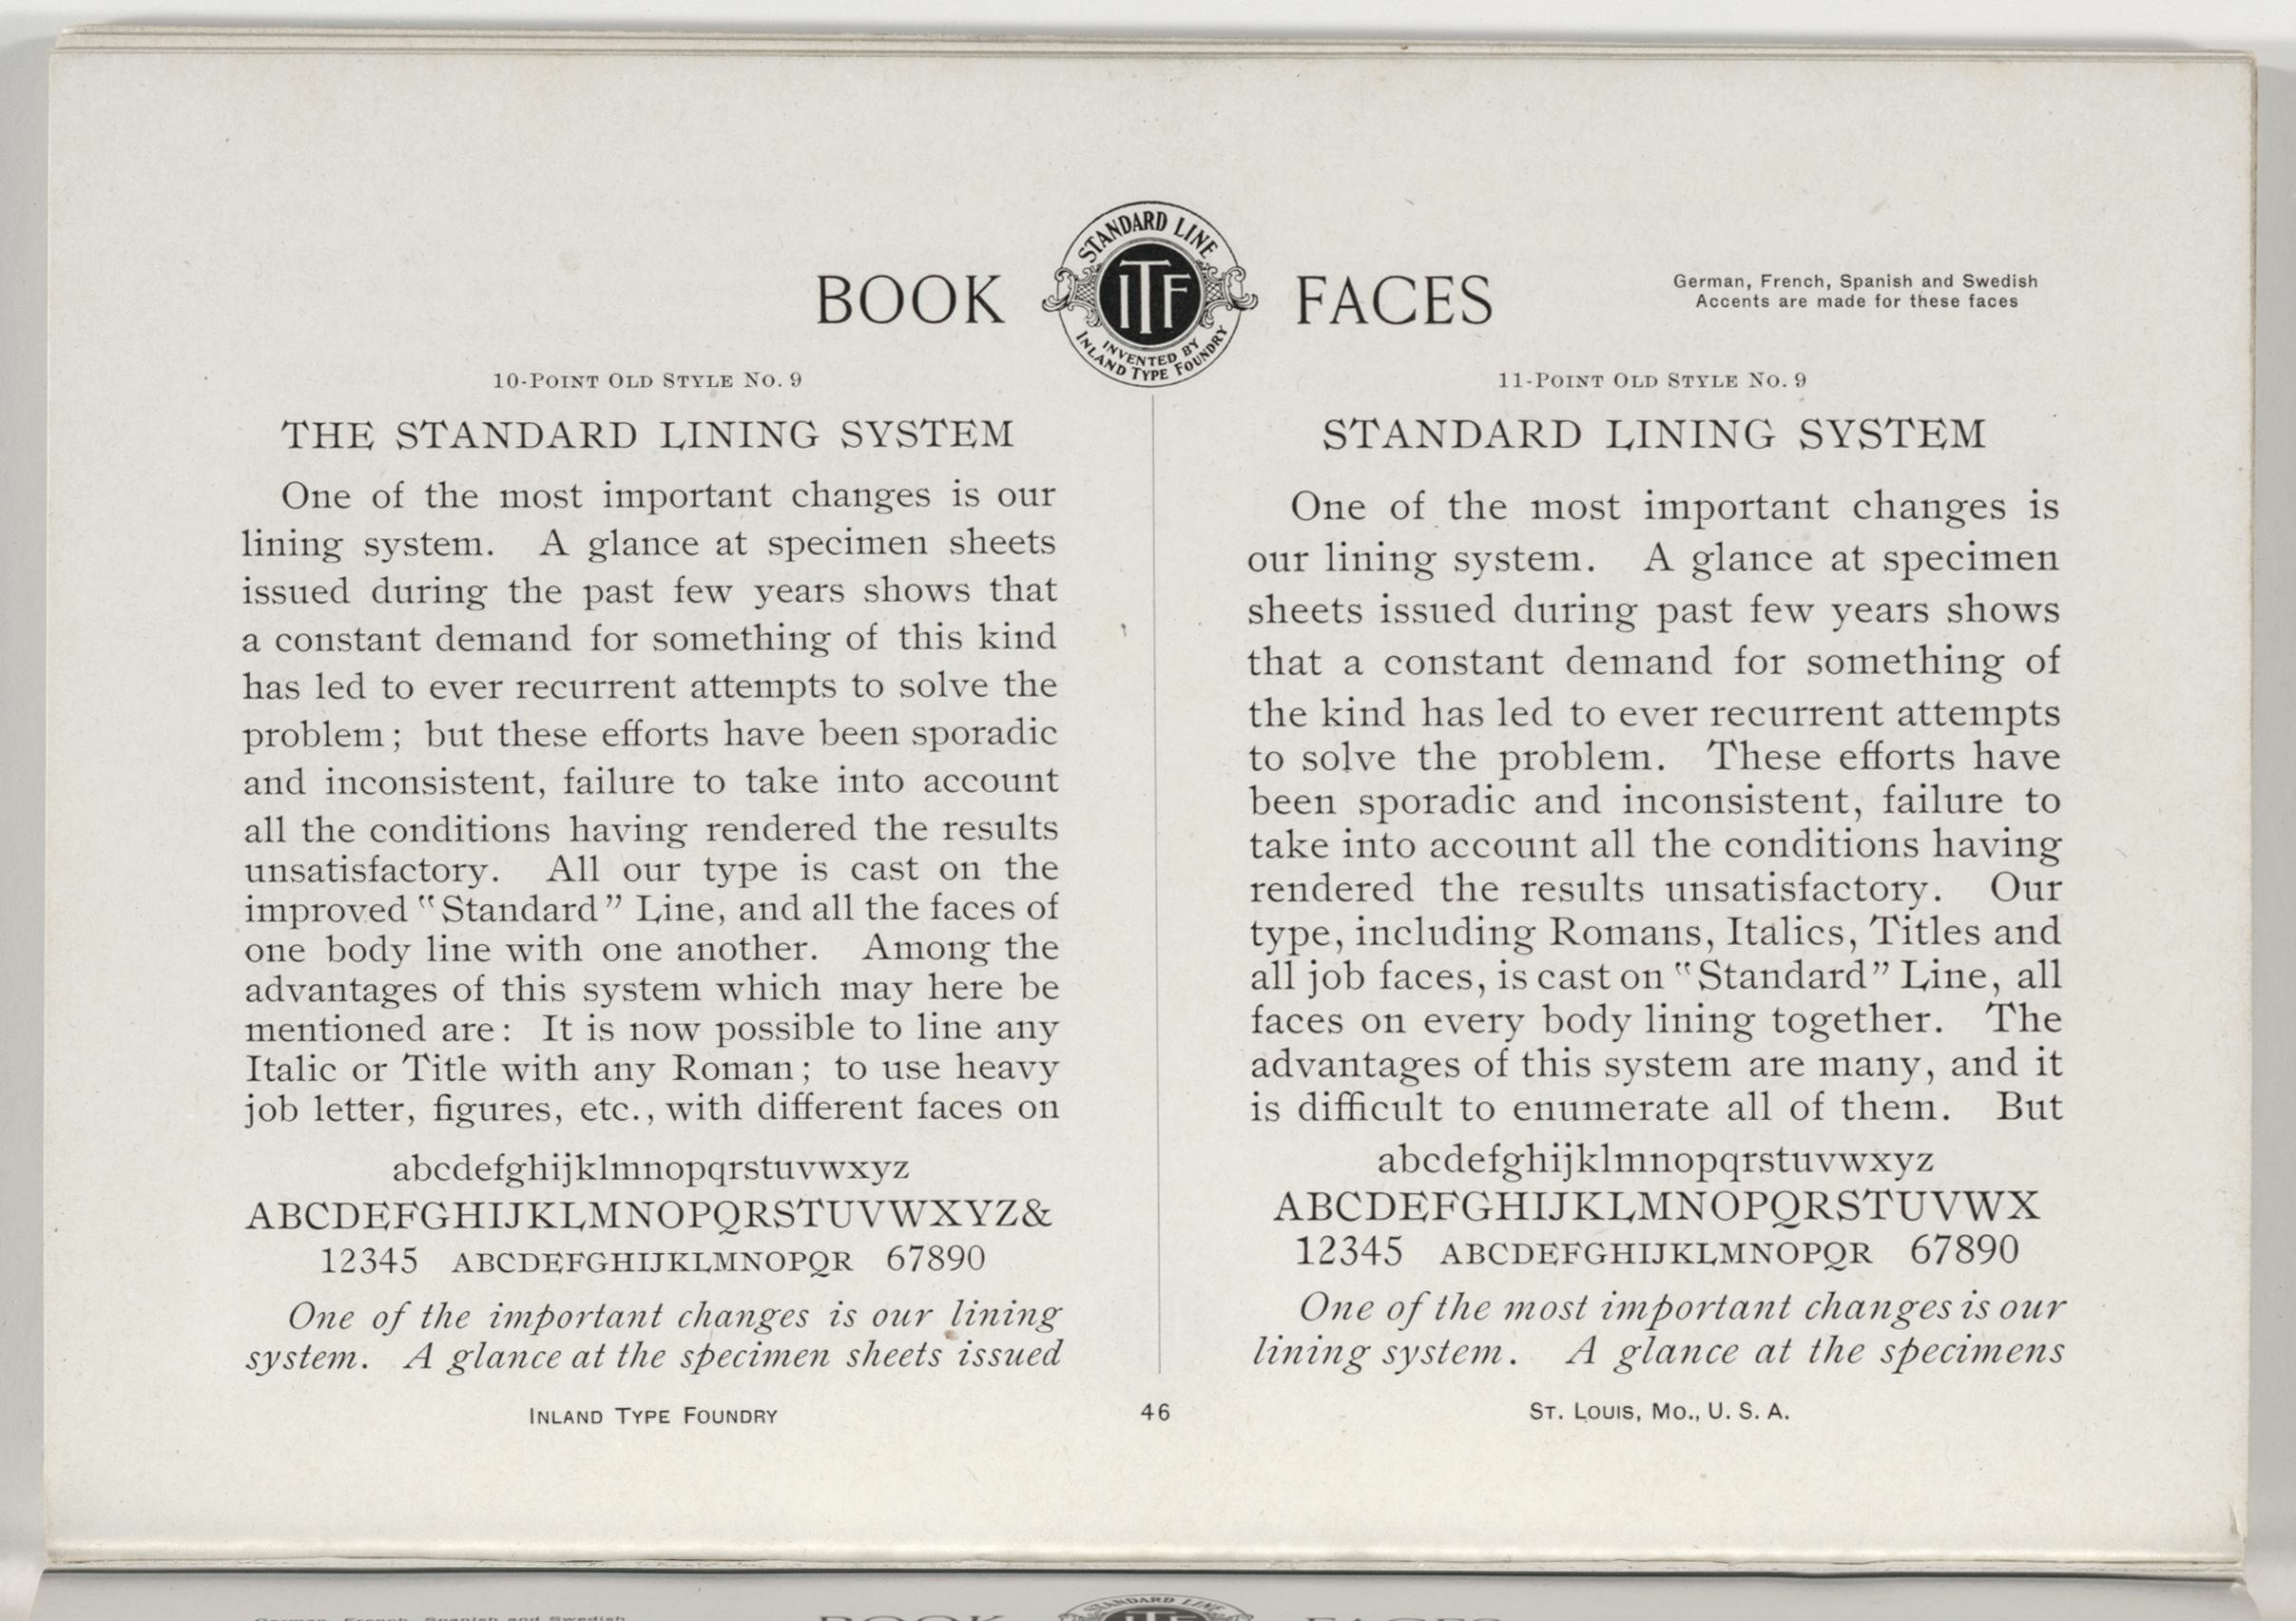 BOOK FACES
STANDARD LINE
ITF
INVENTED BY
INLAND TYPE FOUNDRY
German, French, Spanish and Swedish
Accents are made for these faces
10-POINT OLD STYLE NO. 9
THE STANDARD LINING SYSTEM
One of the most important changes is our
lining system. A glance at specimen sheets
issued during the past few years shows that
a constant demand for something of this kind
has led to ever recurrent attempts to solve the
problem; but these efforts have been sporadic
and inconsistent, failure to take into account
all the conditions having rendered the results
unsatisfactory. All our type is cast on the
improved "Standard" Line, and all the faces of
one body line with one another. Among the
advantages of this system which may here be
mentioned are: It is now possible to line any
Italic or Title with any Roman; to use heavy
job letter, figures, etc., with different faces on
abcdefghijklmnopqrstuvwxyz
ABCDEFGHIJKLMNOPQRSTUVWXYZ&
12345 ABCDEFGHIJKLMNOPQR 67890
One of the important changes is our lining
system. A glance at the specimen sheets issued
INLAND TYPE FOUNDRY
11-POINT OLD STYLE NO. 9
STANDARD LINING SYSTEM
One of the most important changes is
our lining system. A glance at specimen
sheets issued during past few years shows
that a constant demand for something of
the kind has led to ever recurrent attempts
to solve the problem. These efforts have
been sporadic and inconsistent, failure to
take into account all the conditions having
rendered the results unsatisfactory. Our
type, including Romans, Italics, Titles and
all job faces, is cast on "Standard" Line, all
faces on every body lining together. The
advantages of this system are many, and it
is difficult to enumerate all of them. But
abcdefghijklmnopqrstuvwxyz
ABCDEFGHIJKLMNOPQRSTUVWX
12345 ABCDEFGHIJKLMNOPQR 67890
One of the most important changes is our
lining system. A glance at the specimens
46
ST. LOUIS, MO., U. S. A.
German, French, Spanish and Swedish
BOOK FACES
STANDARD LINE